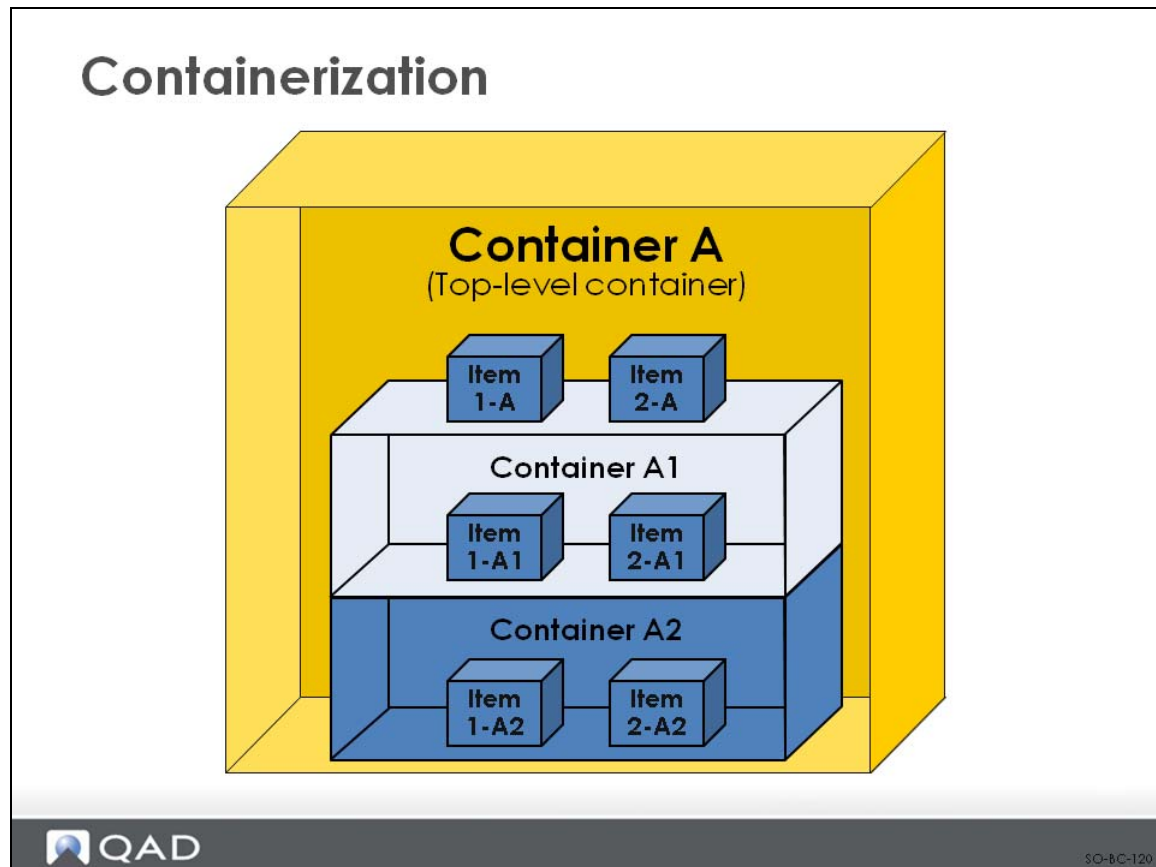 Containerization
Container A
(Top-level container)
Item
1-A
Item
2-A
Container A1
Item
1-A1
Item
2-A1
Container A2
Item
1-A2
Item
2-A2
QAD
SO-BC-120